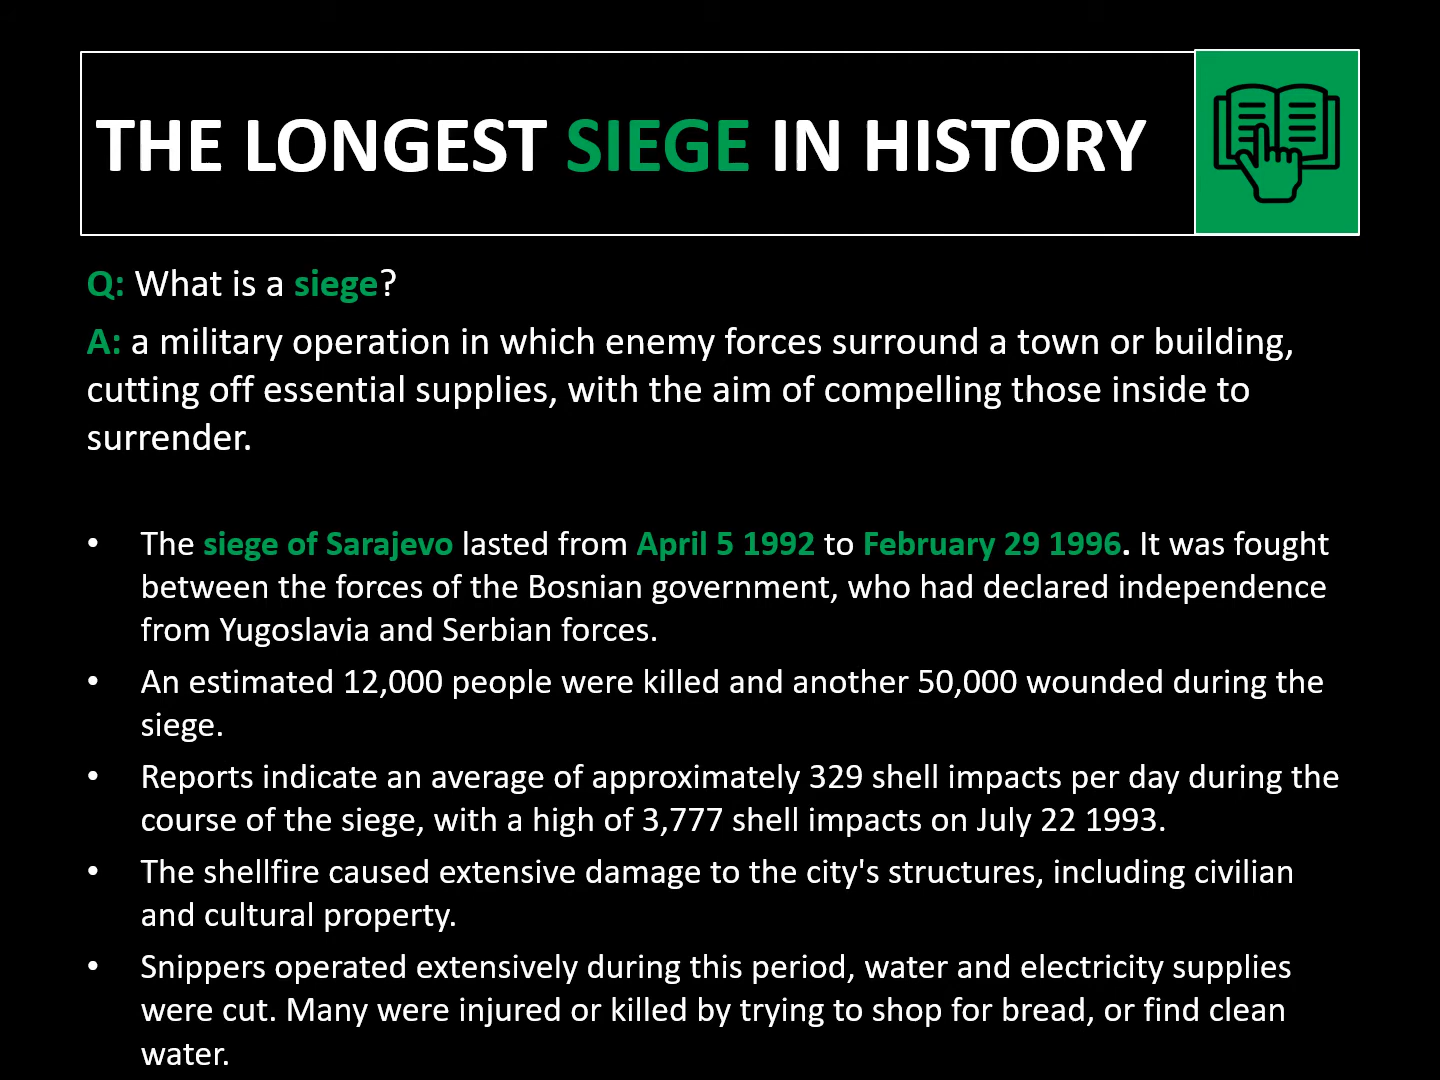 THE LONGEST SIEGE IN HISTORY
Q: What is a siege?
A: a military operation in which enemy forces surround a town or building,
cutting off essential supplies, with the aim of compelling those inside to
surrender.
• The siege of Sarajevo lasted from April 5 1992 to February 29 1996. It was fought
between the forces of the Bosnian government, who had declared independence
from Yugoslavia and Serbian forces.
• An estimated 12,000 people were killed and another 50,000 wounded during the
siege.
• Reports indicate an average of approximately 329 shell impacts per day during the
course of the siege, with a high of 3,777 shell impacts on July 22 1993.
• The shellfire caused extensive damage to the city's structures, including civilian
and cultural property.
• Snippers operated extensively during this period, water and electricity supplies
were cut. Many were injured or killed by trying to shop for bread, or find clean
water.